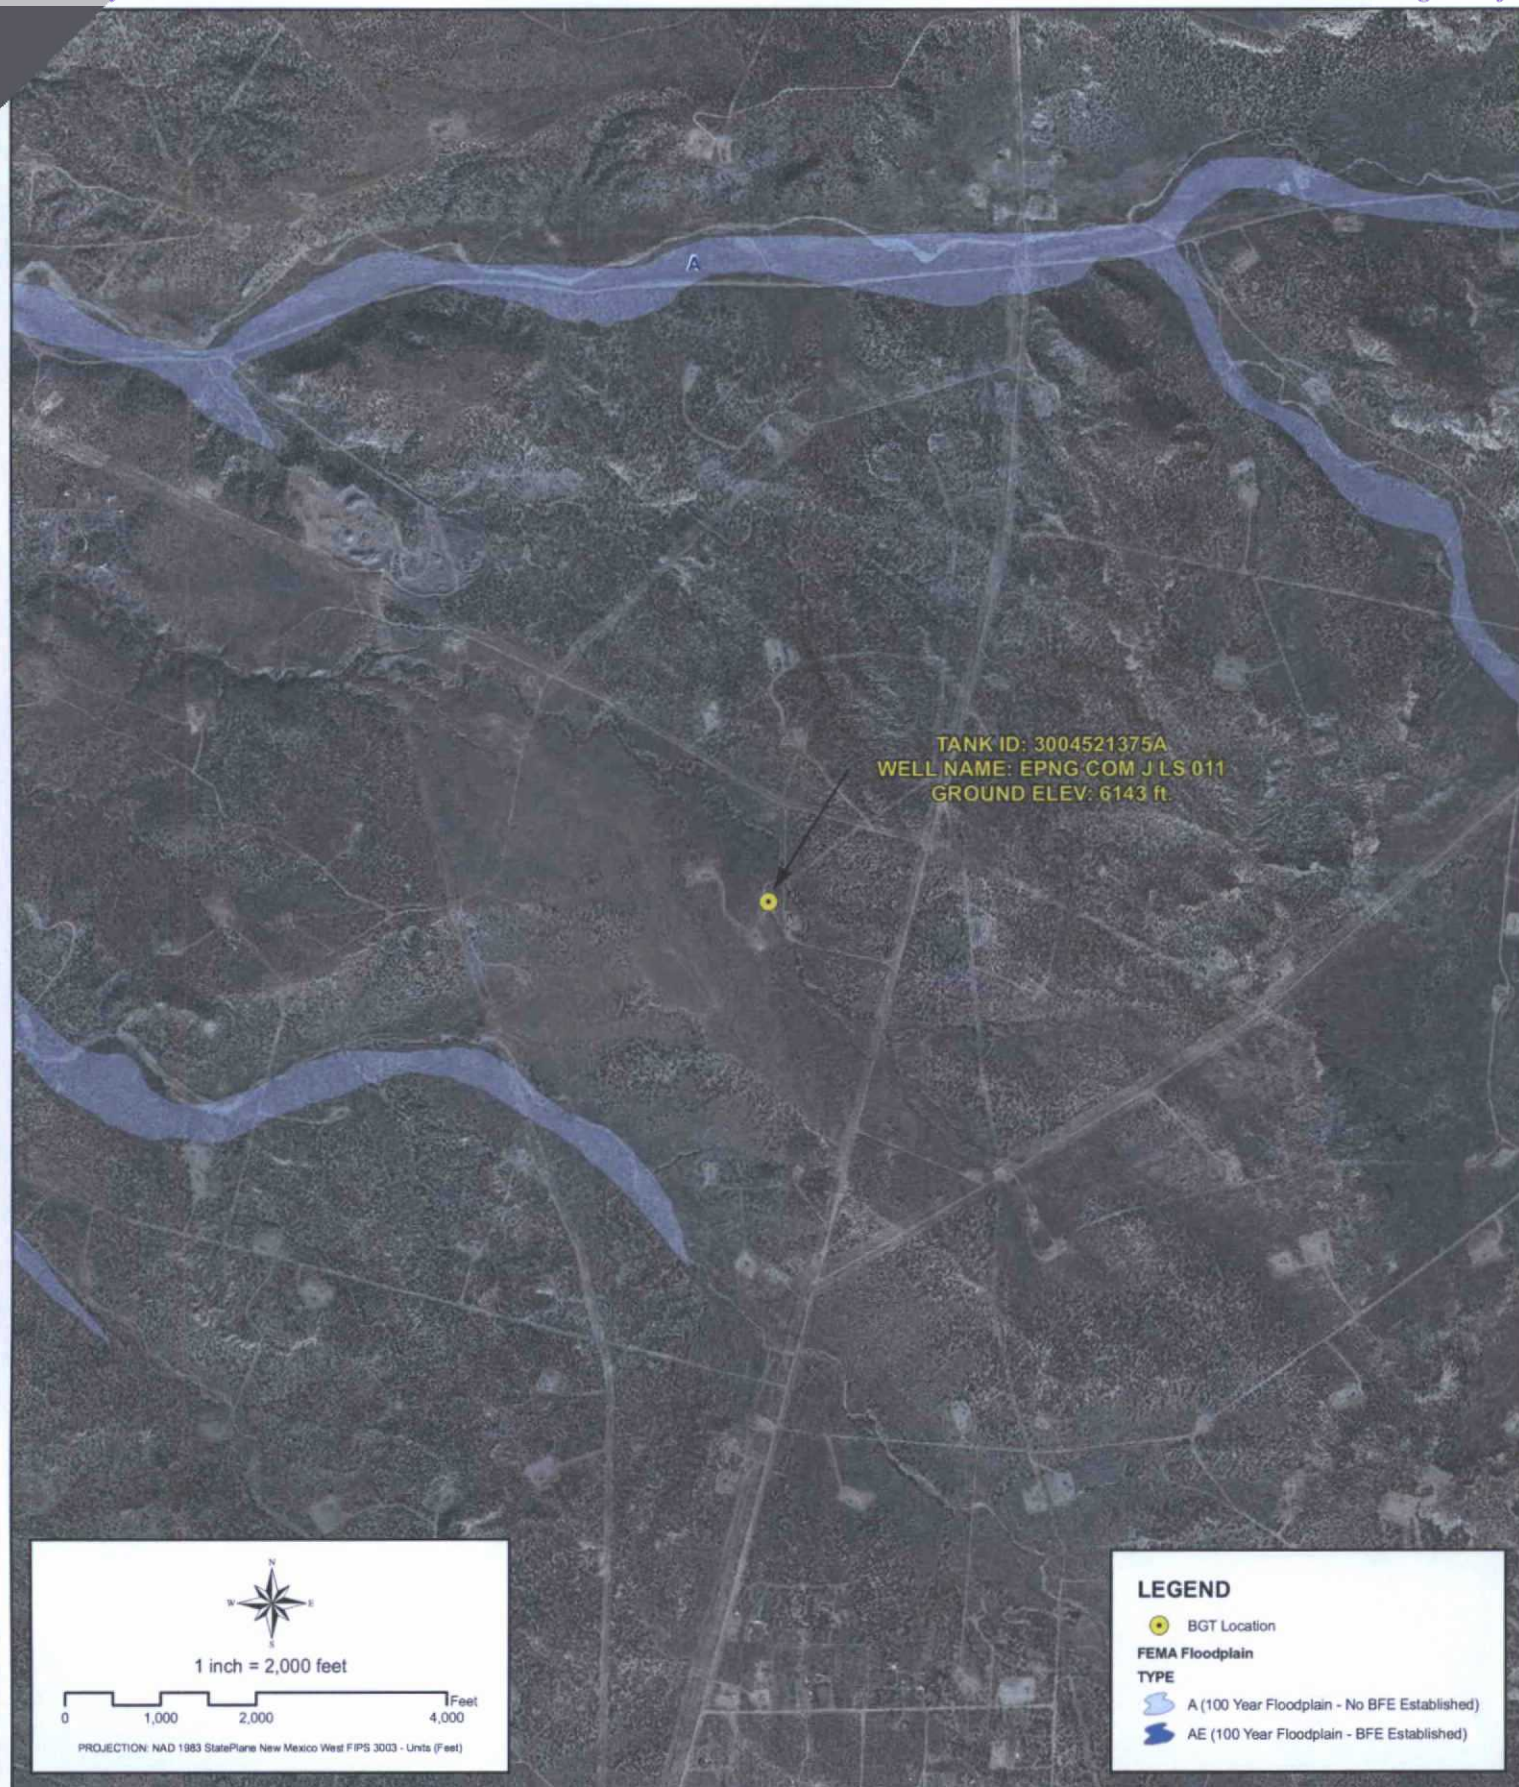 A
TANK ID: 3004521375A
WELL NAME: EPNG COM J LS 011
GROUND ELEV: 6143 ft.
N
W E
S
1 inch = 2,000 feet
Feet
0 1,000 2,000 4,000
PROJECTION: NAD 1983 StatePlane New Mexico West FIPS 3003 - Units (Feet)
LEGEND
BGT Location
FEMA Floodplain
TYPE
A (100 Year Floodplain - No BFE Established)
AE (100 Year Floodplain - BFE Established)